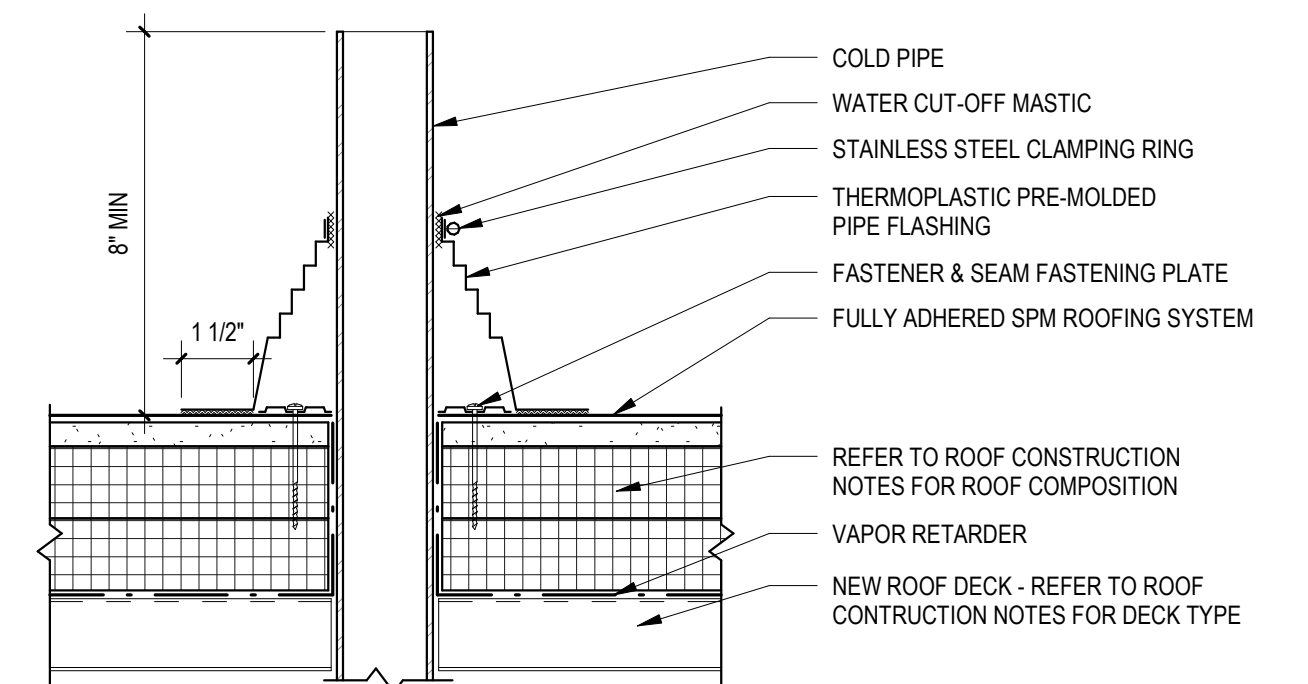 COLD PIPE
WATER CUT-OFF MASTIC
STAINLESS STEEL CLAMPING RING
THERMOPLASTIC PRE-MOLDED
PIPE FLASHING
FASTENER & SEAM FASTENING PLATE
FULLY ADHERED SPM ROOFING SYSTEM
REFER TO ROOF CONSTRUCTION
NOTES FOR ROOF COMPOSITION
VAPOR RETARDER
NEW ROOF DECK - REFER TO ROOF
CONTRUCTION NOTES FOR DECK TYPE
8" MIN
1 1/2"